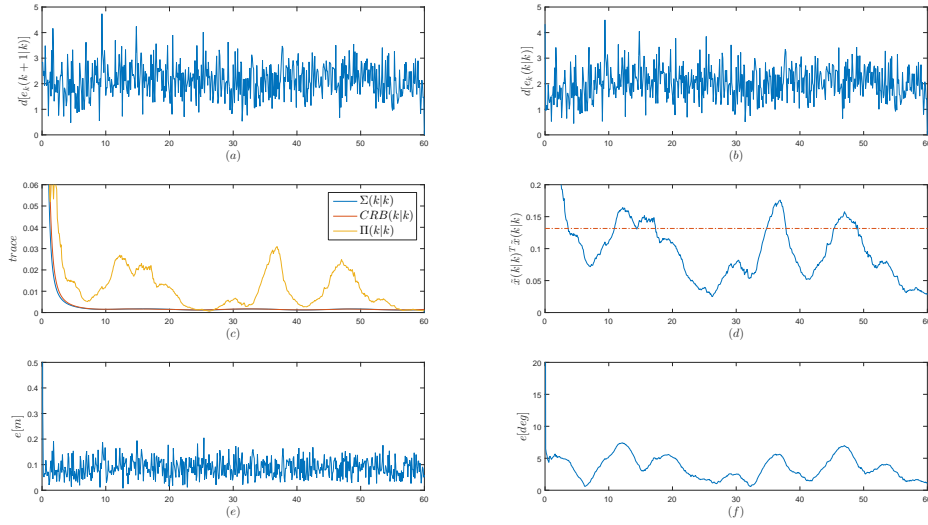 d[e_k(k+1|k)]
5
4
3
2
1
0
0 10 20 30 40 50 60
(a)
d[e_k(k|k)]
5
4
3
2
1
0
0 10 20 30 40 50 60
(b)
trace
0.06
0.05
0.04
0.03
0.02
0.01
0
0 10 20 30 40 50 60
Σ(k|k)
CRB(k|k)
Π(k|k)
(c)
x̃(k|k)^T x̃(k|k)
0.2
0.15
0.1
0.05
0
0 10 20 30 40 50 60
(d)
e[m]
0.5
0.4
0.3
0.2
0.1
0
0 10 20 30 40 50 60
(e)
e[deg]
20
15
10
5
0
0 10 20 30 40 50 60
(f)